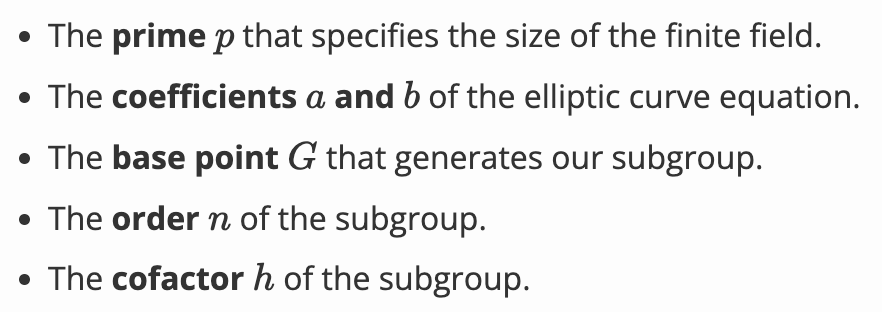 • The prime p that specifies the size of the finite field.
• The coefficients a and b of the elliptic curve equation.
• The base point G that generates our subgroup.
• The order n of the subgroup.
• The cofactor h of the subgroup.